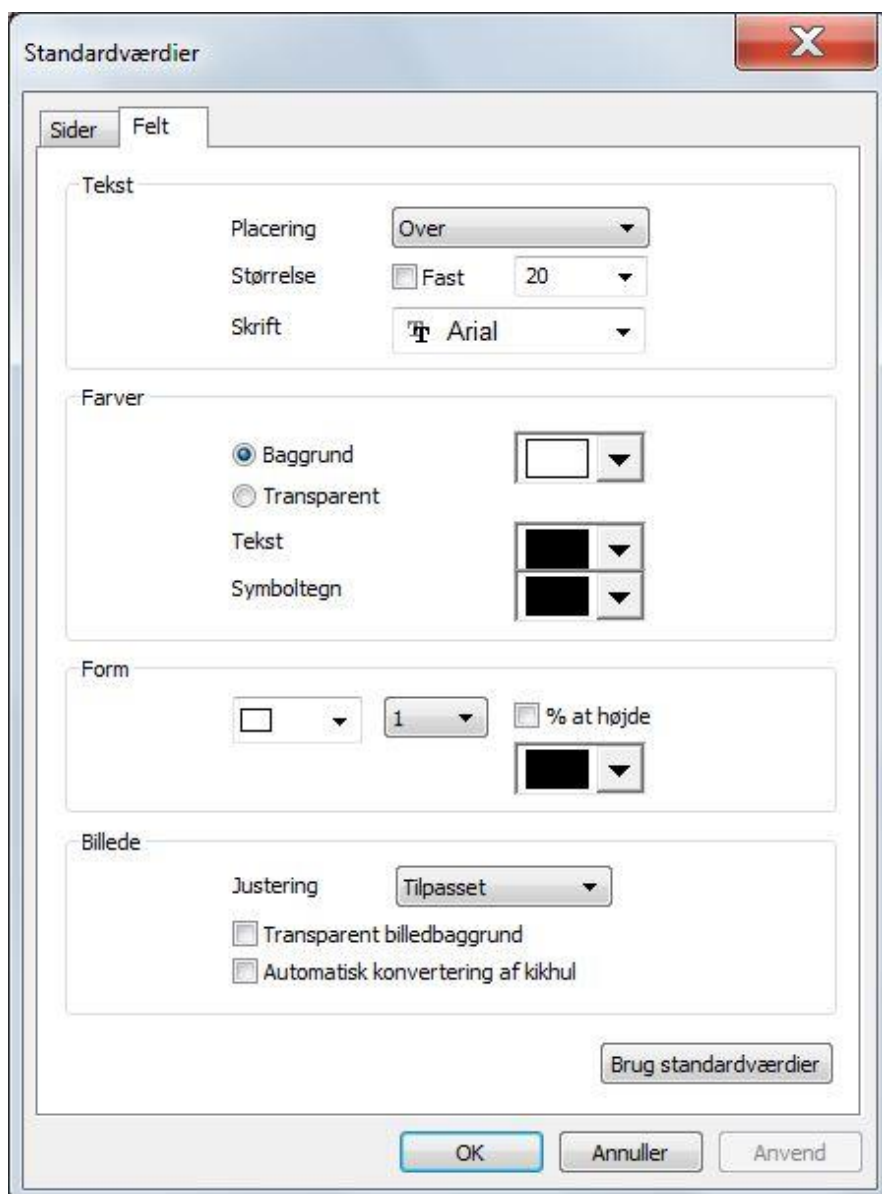 Standardværdier
Sider Felt
Tekst
Placering Over
Størrelse Fast 20
Skrift Arial
Farver
Baggrund
Transparent
Tekst
Symboltegn
Form
1 % at højde
Billede
Justering Tilpasset
Transparent billedbaggrund
Automatisk konvertering af kikhul
Brug standardværdier
OK Annuller Anvend